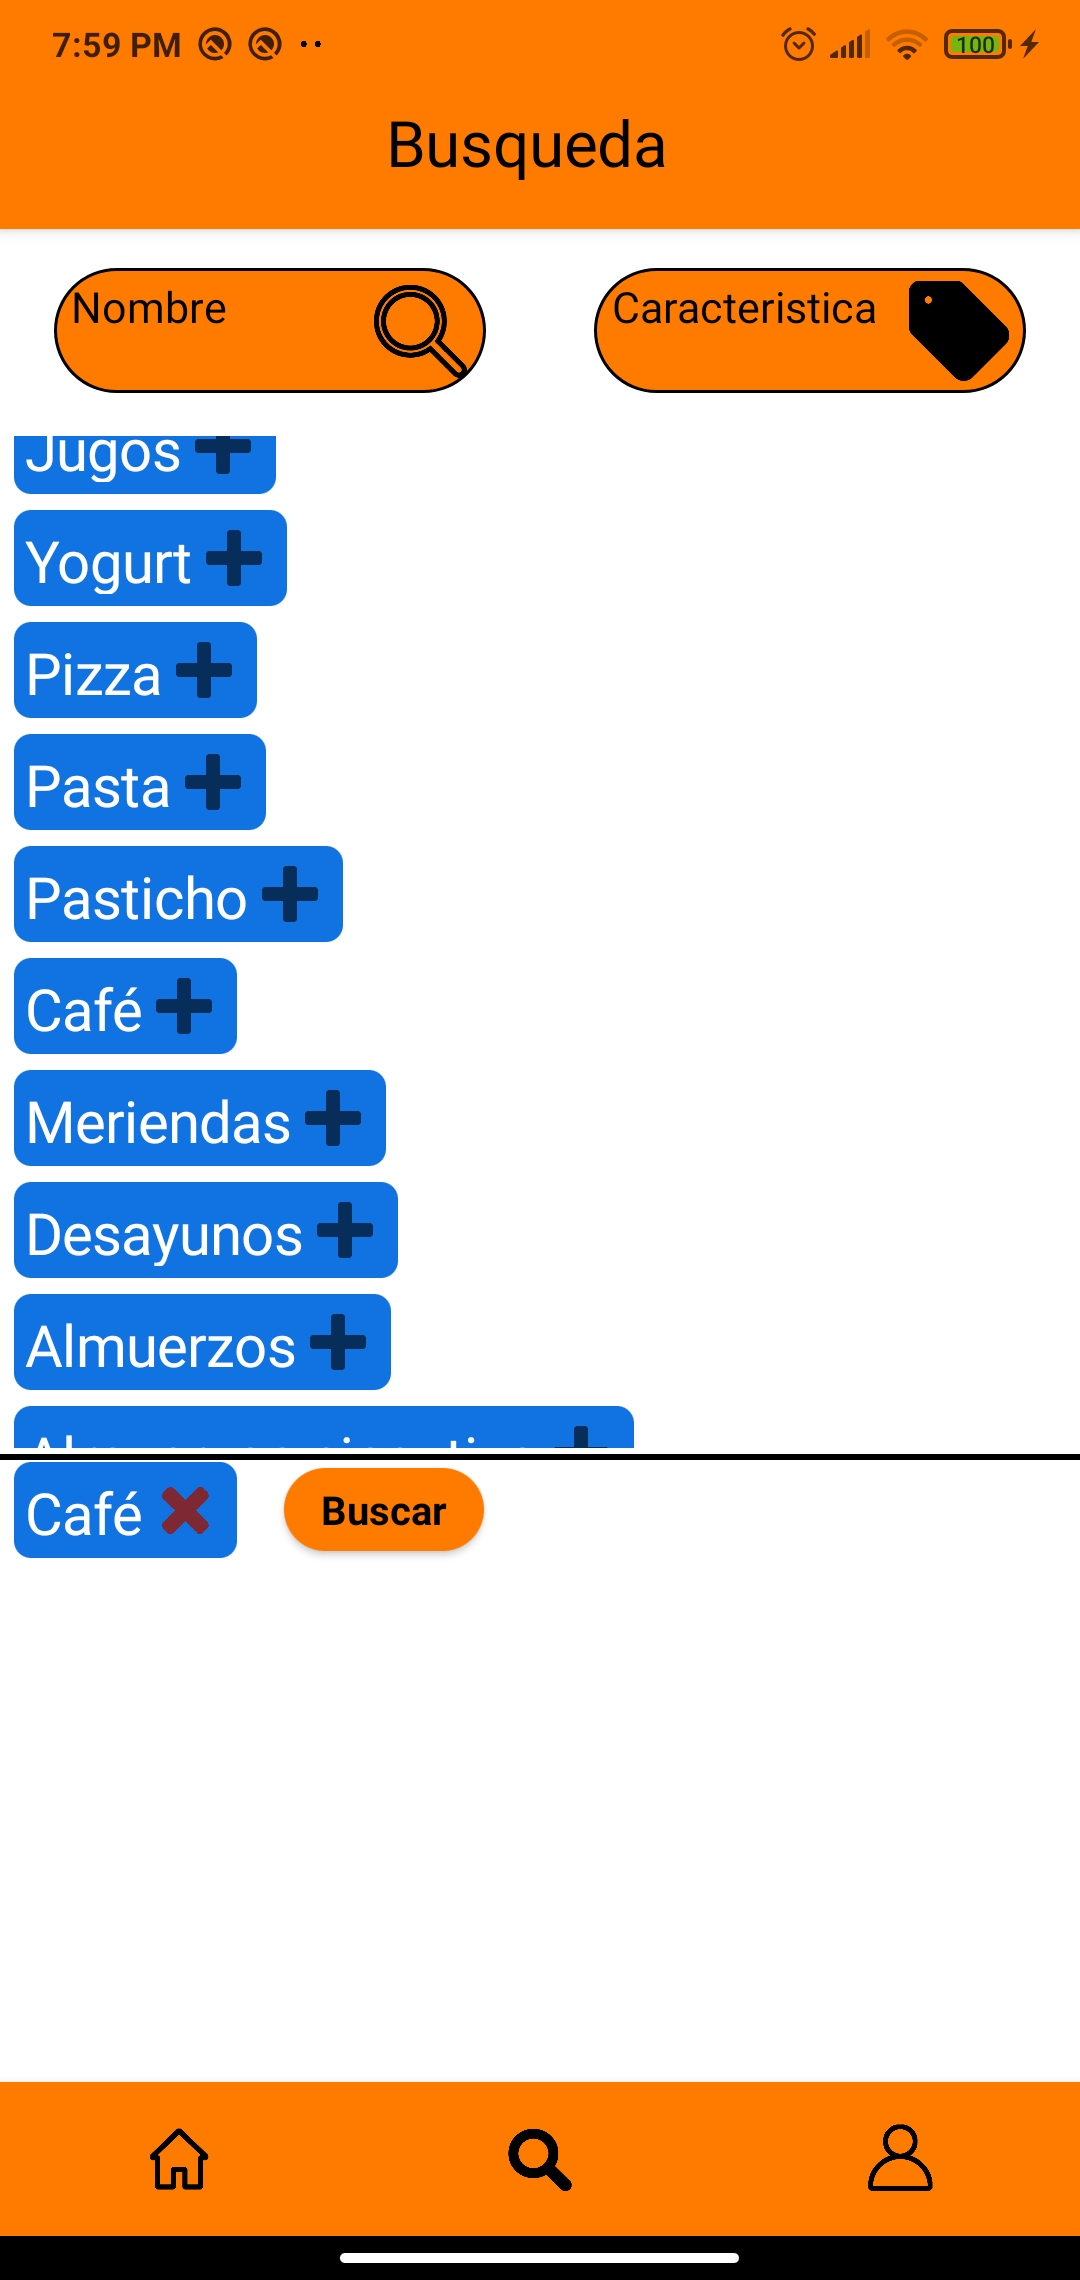 7:59 PM
100
Busqueda
Nombre
Caracteristica
Jugos
Yogurt
Pizza
Pasta
Pasticho
Café
Meriendas
Desayunos
Almuerzos
Café
Buscar